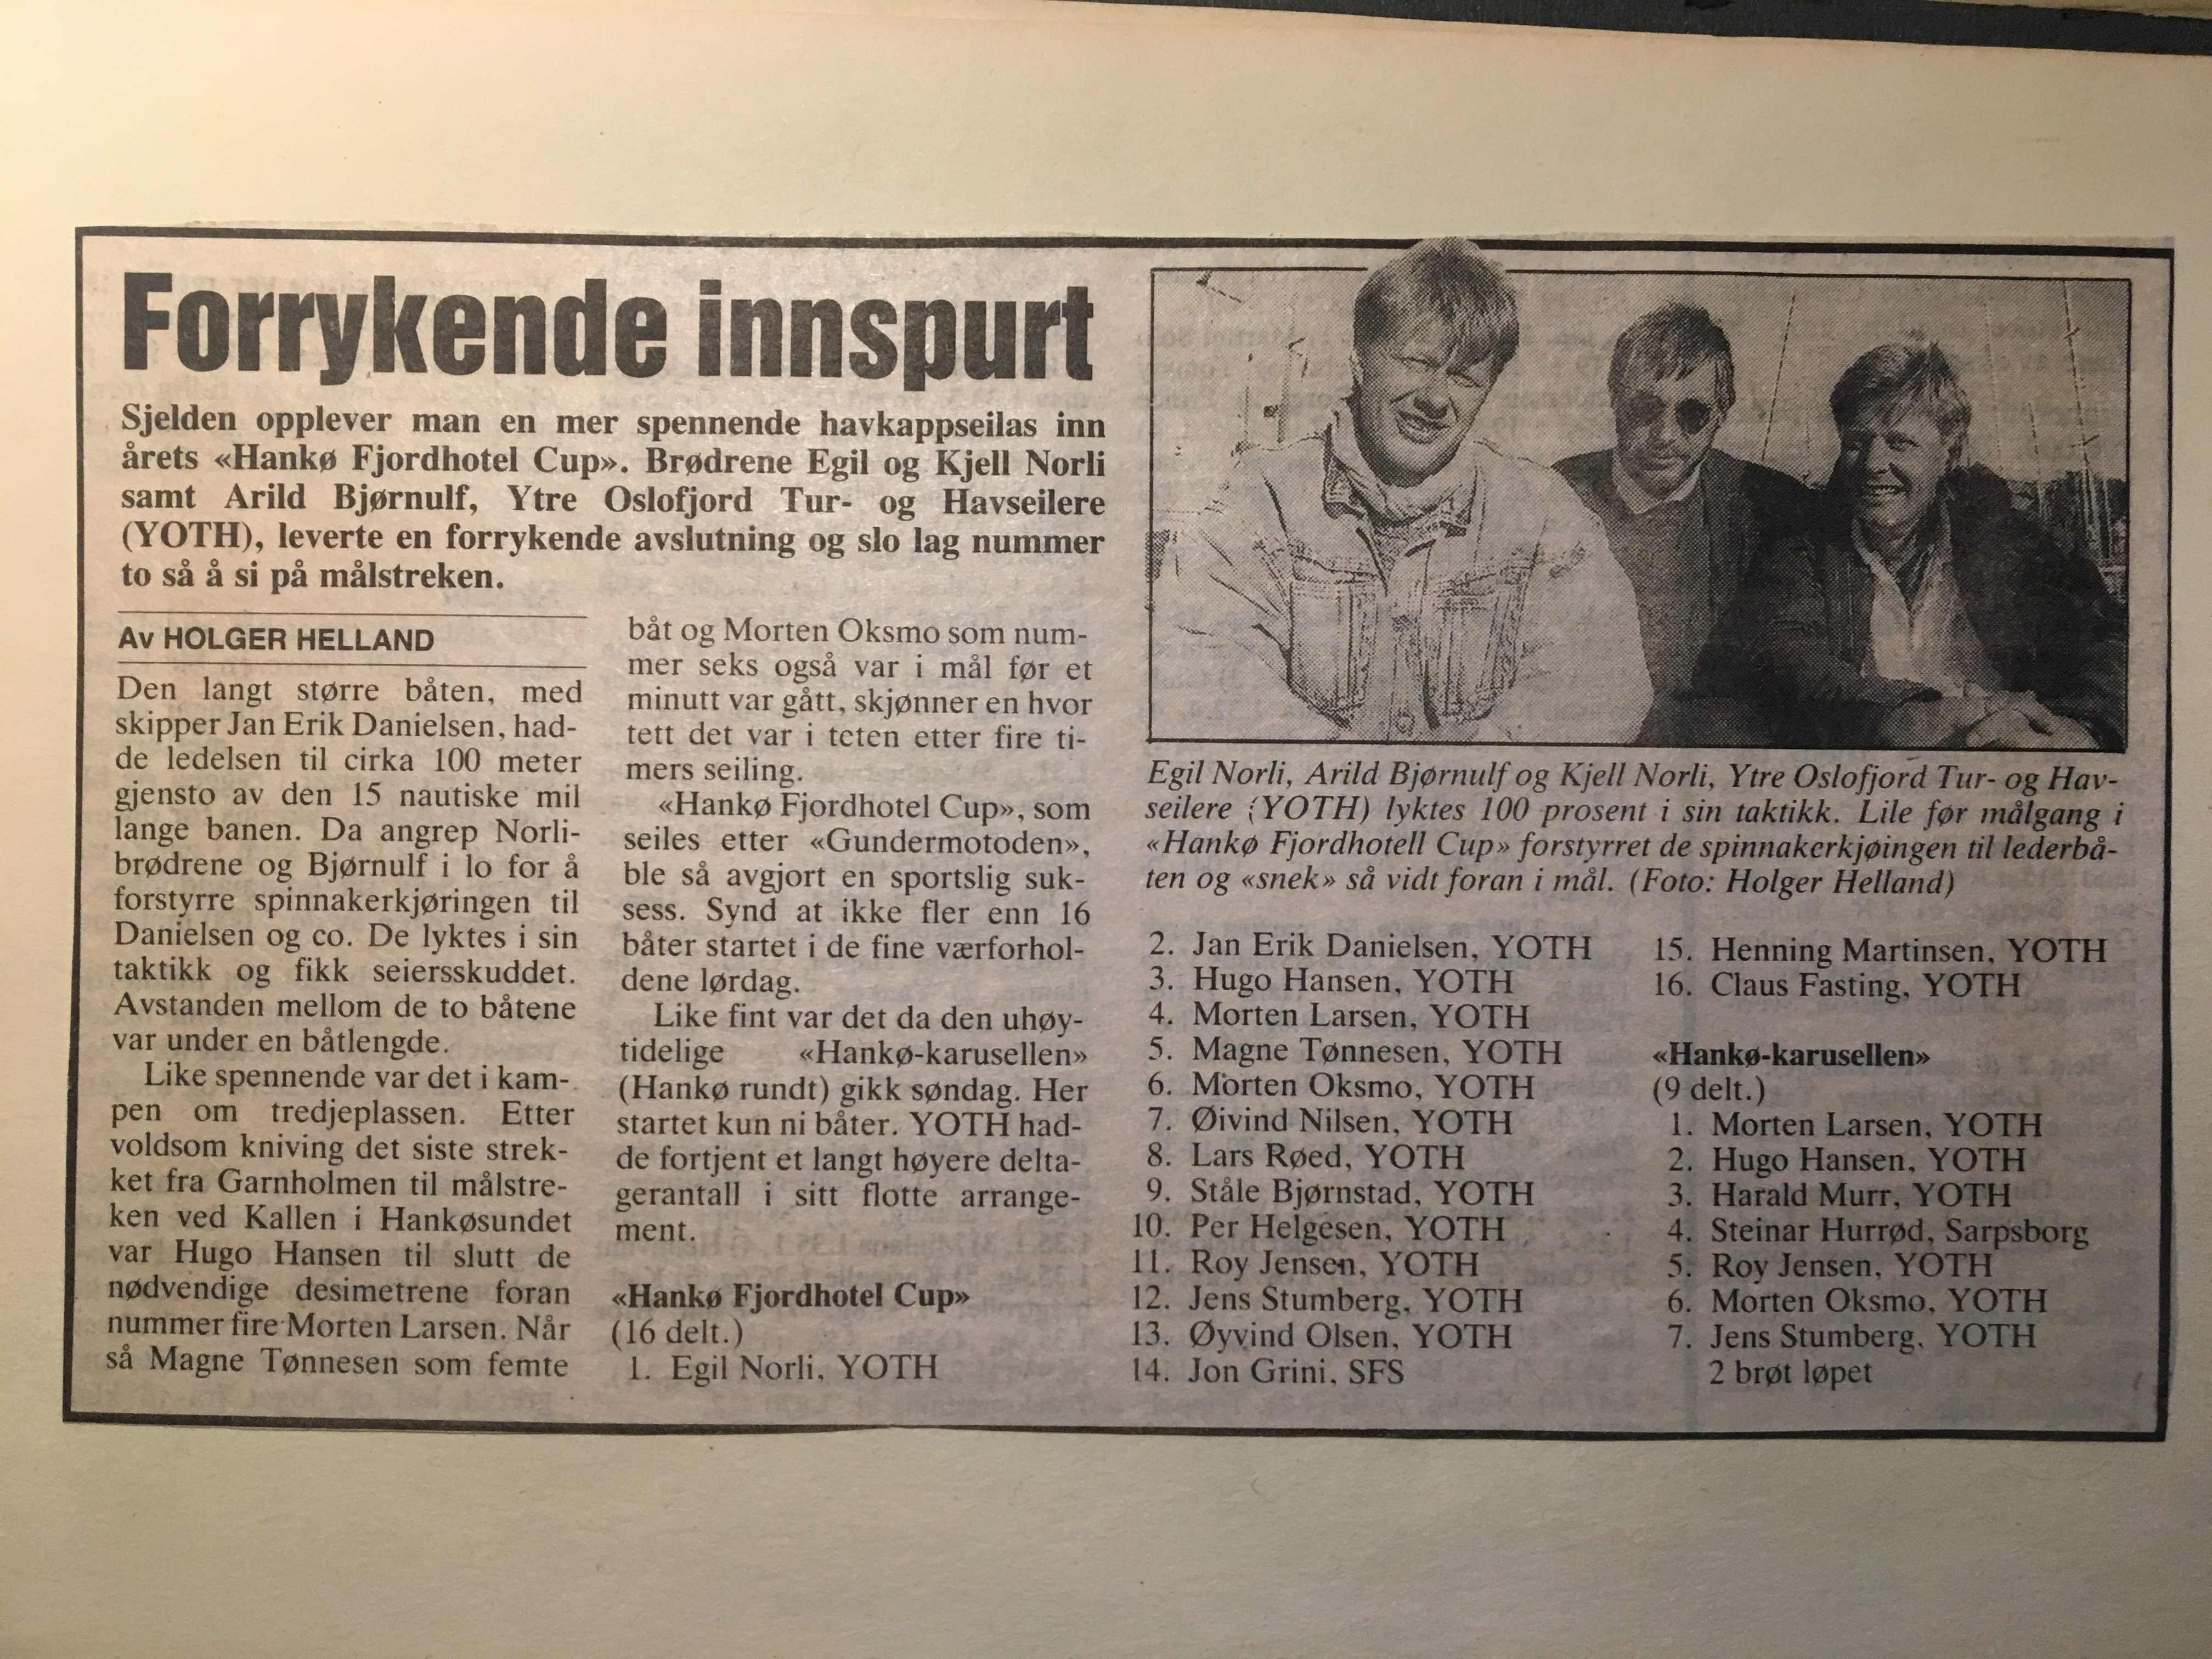 Forrykende innspurt
Sjelden opplever man en mer spennende havkappseilas inn
årets «Hankø Fjordhotel Cup». Brødrene Egil og Kjell Norli
samt Arild Bjørnulf, Ytre Oslofjord Tur- og Havseilere
(YOTH), leverte en forrykende avslutning og slo lag nummer
to så å si på målstreken.
Av HOLGER HELLAND
Den langt større båten, med
skipper Jan Erik Danielsen, had-
de ledelsen til cirka 100 meter
gjensto av den 15 nautiske mil
lange banen. Da angrep Norli-
brødrene og Bjørnulf i lo for å
forstyrre spinnakerkjøringen til
Danielsen og co. De lyktes i sin
taktikk og fikk seiersskuddet.
Avstanden mellom de to båtene
var under en båtlengde.
Like spennende var det i kam-
pen om tredjeplassen. Etter
voldsom kniving det siste strek-
ket fra Garnholmen til målstre-
ken ved Kallen i Hankøsundet
var Hugo Hansen til slutt de
nødvendige desimetrene foran
nummer fire Morten Larsen. Når
så Magne Tønnesen som femte
båt og Morten Oksmo som num-
mer seks også var i mål før et
minutt var gått, skjønner en hvor
tett det var i teten etter fire ti-
mers seiling.
«Hankø Fjordhotel Cup», som
seiles etter «Gundermotoden»,
ble så avgjort en sportslig suk-
sess. Synd at ikke fler enn 16
båter startet i de fine værforhol-
dene lørdag.
Like fint var det da den uhøy-
tidelige «Hankø-karusellen»
(Hankø rundt) gikk søndag. Her
startet kun ni båter. YOTH had-
de fortjent et langt høyere delta-
gerantall i sitt flotte arrange-
ment.
«Hankø Fjordhotel Cup»
(16 delt.)
1. Egil Norli, YOTH
Egil Norli, Arild Bjørnulf og Kjell Norli, Ytre Oslofjord Tur- og Hav-
seilere (YOTH) lyktes 100 prosent i sin taktikk. Lile før målgang i
«Hankø Fjordhotell Cup» forstyrret de spinnakerkjøingen til lederbå-
ten og «snek» så vidt foran i mål. (Foto: Holger Helland)
2. Jan Erik Danielsen, YOTH
3. Hugo Hansen, YOTH
4. Morten Larsen, YOTH
5. Magne Tønnesen, YOTH
6. Morten Oksmo, YOTH
7. Øivind Nilsen, YOTH
8. Lars Røed, YOTH
9. Ståle Bjørnstad, YOTH
10. Per Helgesen, YOTH
11. Roy Jensen, YOTH
12. Jens Stumberg, YOTH
13. Øyvind Olsen, YOTH
14. Jon Grini, SFS
15. Henning Martinsen, YOTH
16. Claus Fasting, YOTH
«Hankø-karusellen»
(9 delt.)
1. Morten Larsen, YOTH
2. Hugo Hansen, YOTH
3. Harald Murr, YOTH
4. Steinar Hurrød, Sarpsborg
5. Roy Jensen, YOTH
6. Morten Oksmo, YOTH
7. Jens Stumberg, YOTH
2 brøt løpet